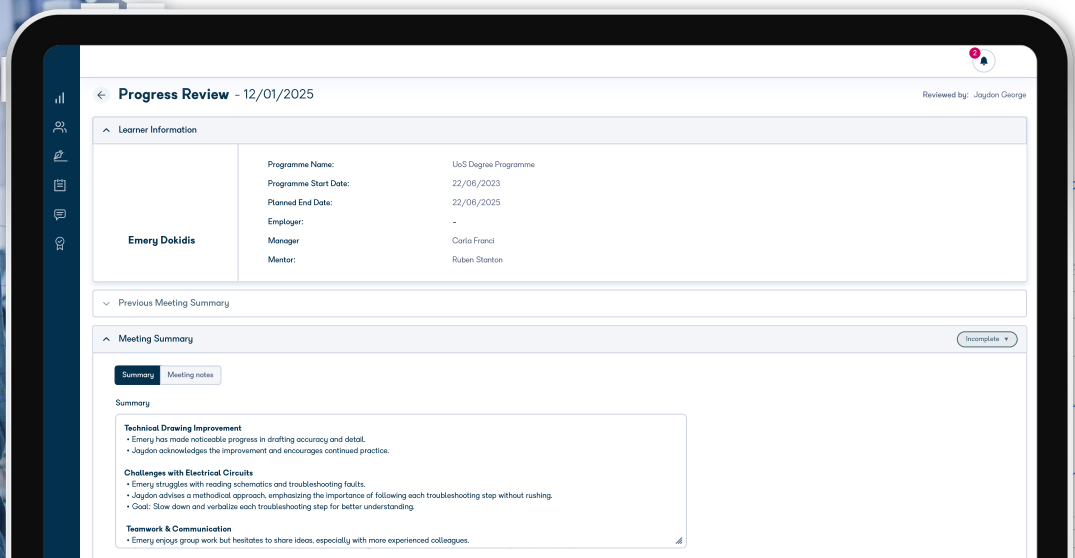 2
Progress Review - 12/01/2025
Reviewed by: Jaydon George
Learner Information
Programme Name: UoS Degree Programme
Programme Start Date: 22/06/2023
Planned End Date: 22/06/2025
Employer: -
Emery Dokidis
Manager Carla Franci
Mentor: Ruben Stanton
Previous Meeting Summary
Meeting Summary
Incomplete
Summary Meeting notes
Summary
Technical Drawing Improvement
• Emery has made noticeable progress in drafting accuracy and detail.
• Jaydon acknowledges the improvement and encourages continued practice.
Challenges with Electrical Circuits
• Emery struggles with reading schematics and troubleshooting faults.
• Jaydon advises a methodical approach, emphasizing the importance of following each troubleshooting step without rushing.
• Goal: Slow down and verbalize each troubleshooting step for better understanding.
Teamwork & Communication
• Emery enjoys group work but hesitates to share ideas, especially with more experienced colleagues.